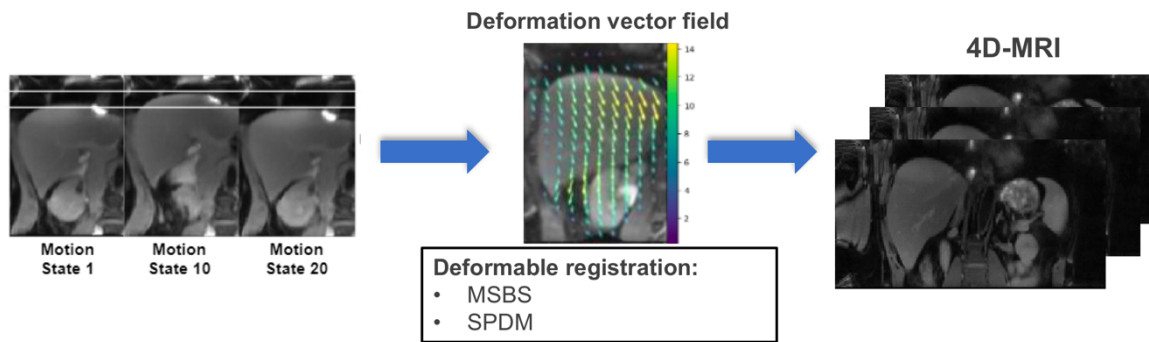 Deformation vector field
4D-MRI
14
12
10
8
6
4
2
Motion
State 1
Motion
State 10
Motion
State 20
Deformable registration:
• MSBS
• SPDM